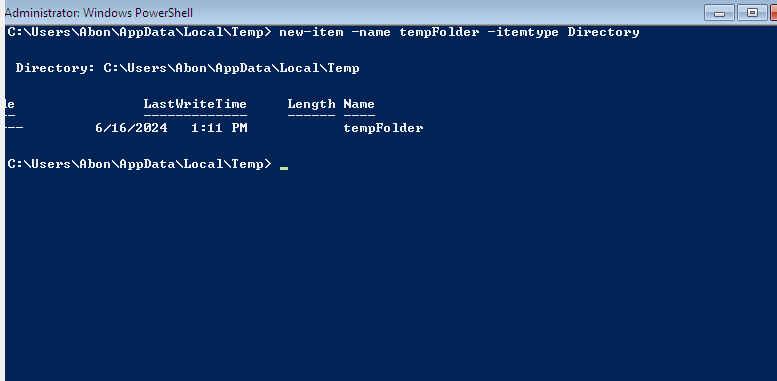 Administrator: Windows PowerShell
C:\Users\Abon\AppData\Local\Temp> new-item -name tempFolder -itemtype Directory
Directory: C:\Users\Abon\AppData\Local\Temp
de LastWriteTime Length Name
-- ------------- ------ ----
--- 6/16/2024 1:11 PM tempFolder
C:\Users\Abon\AppData\Local\Temp>